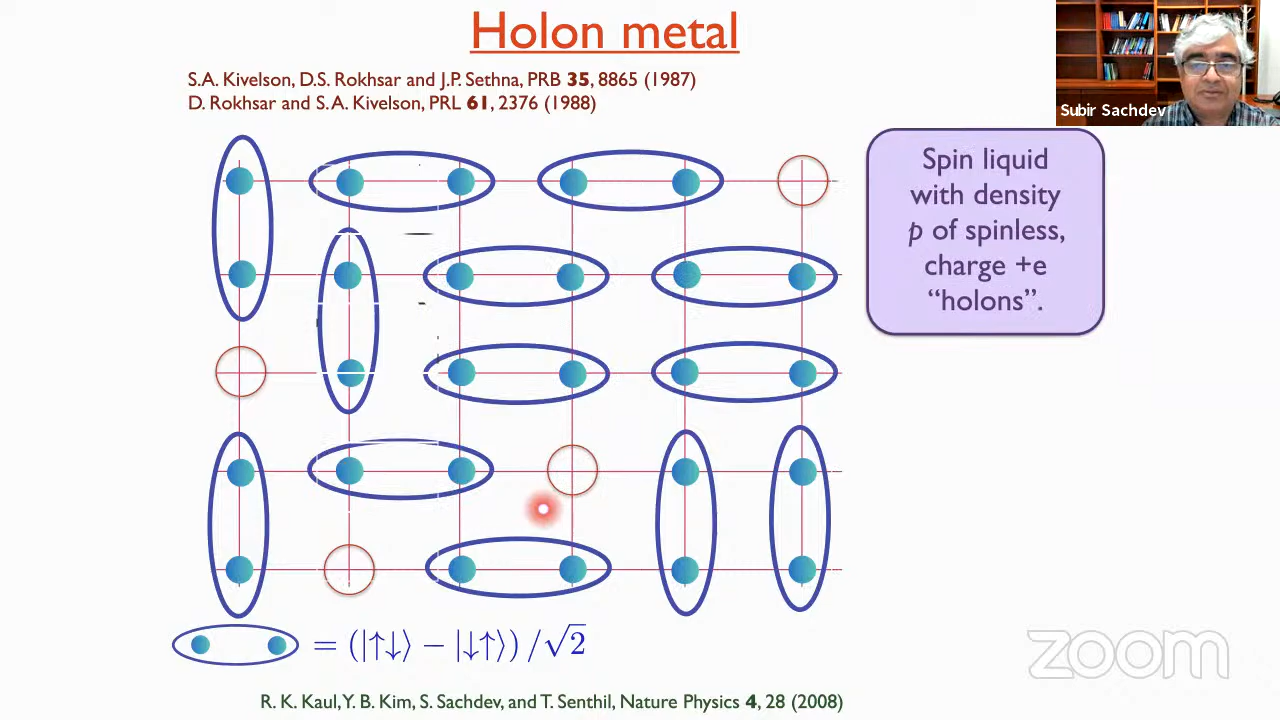 Holon metal
S.A. Kivelson, D.S. Rokhsar and J.P. Sethna, PRB 35, 8865 (1987)
D. Rokhsar and S.A. Kivelson, PRL 61, 2376 (1988)
Subir Sachdev
Spin liquid
with density
p of spinless,
charge +e
“holons”.
= (|↑↓⟩ − |↓↑⟩) /√2
zoom
R. K. Kaul, Y. B. Kim, S. Sachdev, and T. Senthil, Nature Physics 4, 28 (2008)